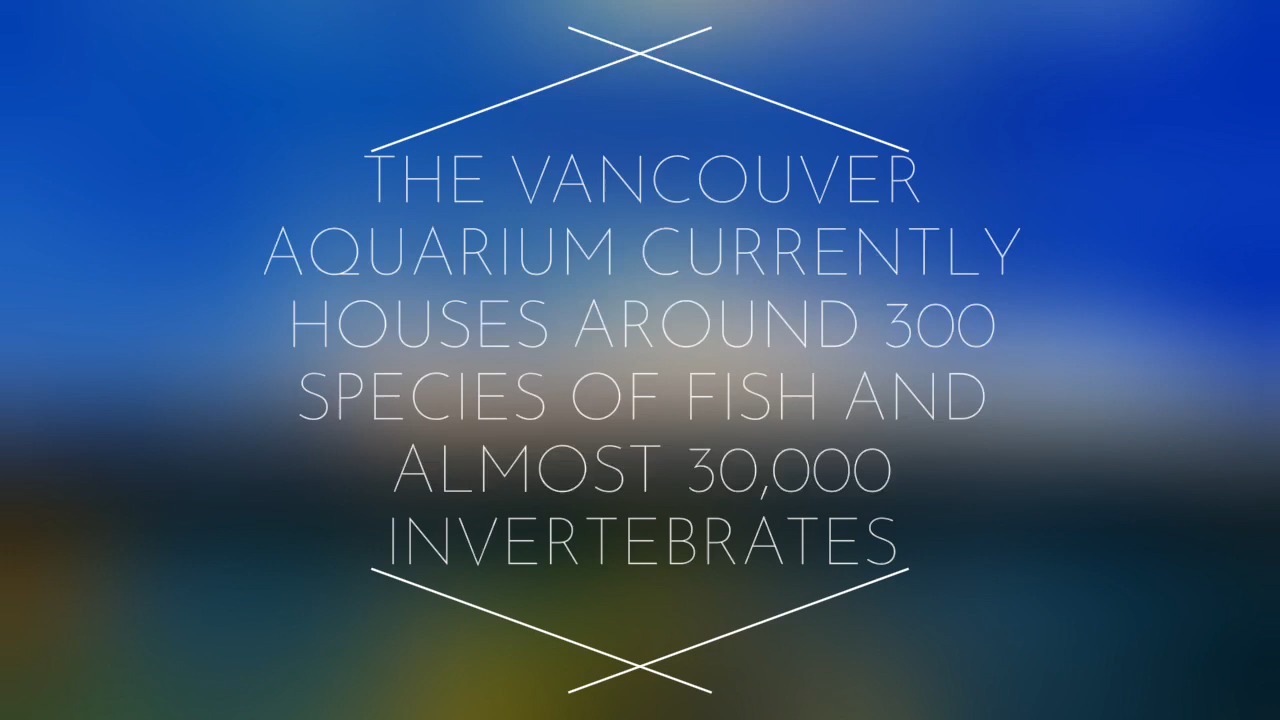 THE VANCOUVER
AQUARIUM CURRENTLY
HOUSES AROUND 300
SPECIES OF FISH AND
ALMOST 30,000
INVERTEBRATES